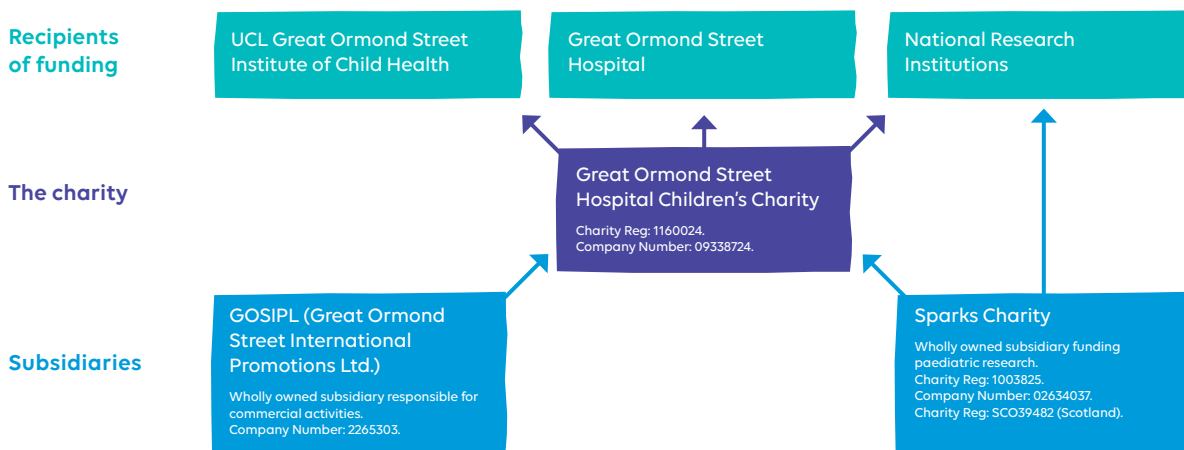 Recipients
of funding
UCL Great Ormond Street
Institute of Child Health
Great Ormond Street
Hospital
National Research
Institutions
The charity
Great Ormond Street
Hospital Children’s Charity
Charity Reg: 1160024.
Company Number: 09338724.
Subsidiaries
GOSIPL (Great Ormond
Street International
Promotions Ltd.)
Wholly owned subsidiary responsible for
commercial activities.
Company Number: 2265303.
Sparks Charity
Wholly owned subsidiary funding
paediatric research.
Charity Reg: 1003825.
Company Number: 02634037.
Charity Reg: SCO39482 (Scotland).